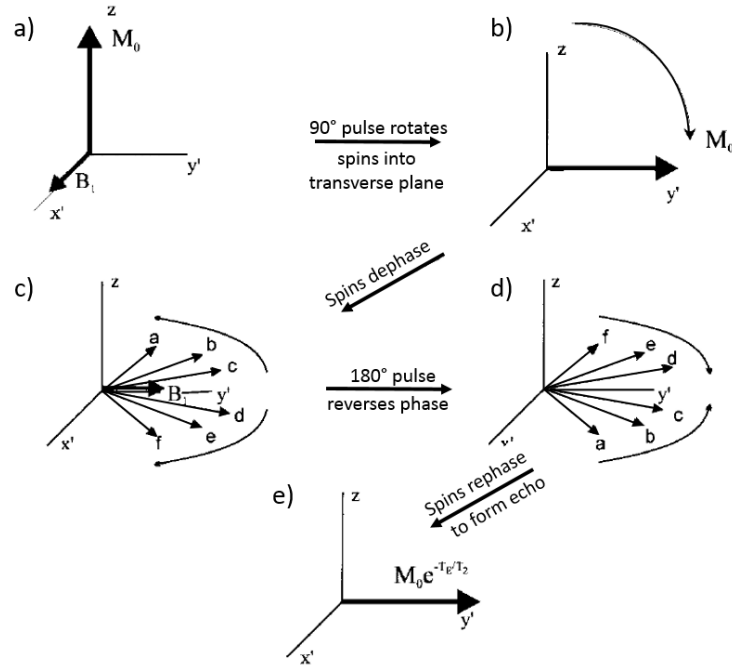 a)
z
M₀
y'
B₁
x'
90° pulse rotates
spins into
transverse plane
b)
z
M₀
y'
x'
Spins dephase
c)
z
a
b
c
B₁
y'
d
e
f
x'
180° pulse
reverses phase
d)
z
f
e
d
y'
c
b
a
Spins rephase
to form echo
e)
z
M₀e^-T_E/T₂
y'
x'